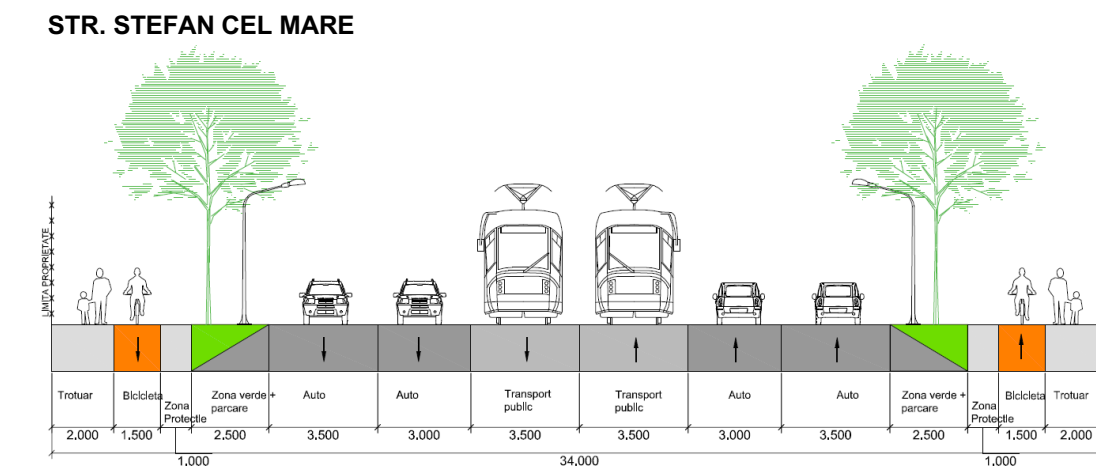 STR. STEFAN CEL MARE
LIMITA PROPRIETATE
Trotuar
Bicicleta
Zona
Protectie
Zona verde +
parcare
Auto
Auto
Transport
public
Transport
public
Auto
Auto
Zona verde +
parcare
Zona
Protectie
Bicicleta
Trotuar
2.000
1.500
2.500
3.500
3.000
3.500
3.500
3.000
3.500
2.500
1.500
2.000
1,000
34,000
1,000